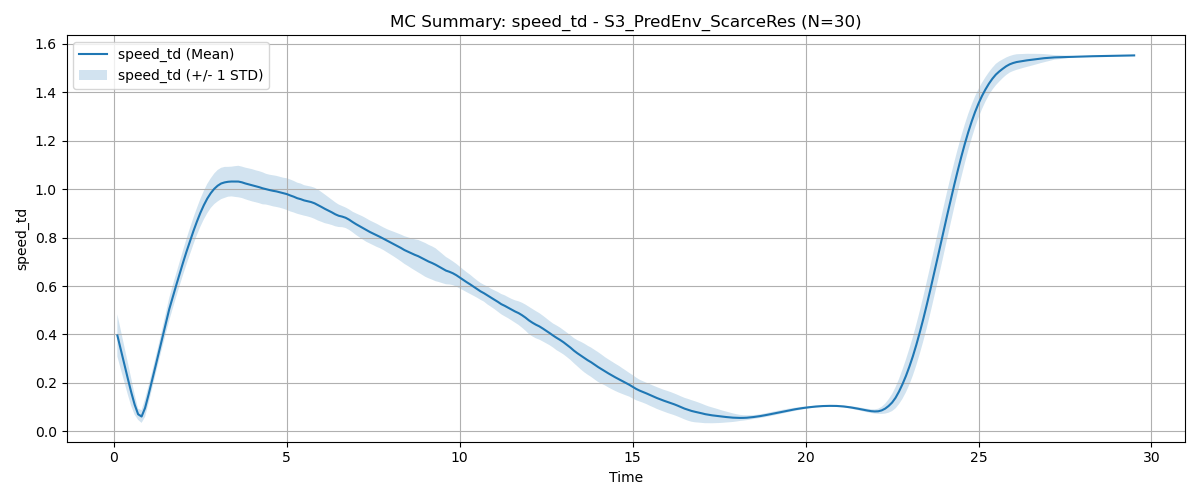 MC Summary: speed_td - S3_PredEnv_ScarceRes (N=30)
speed_td (Mean)
speed_td (+/- 1 STD)
speed_td
1.6
1.4
1.2
1.0
0.8
0.6
0.4
0.2
0.0
0 5 10 15 20 25 30
Time